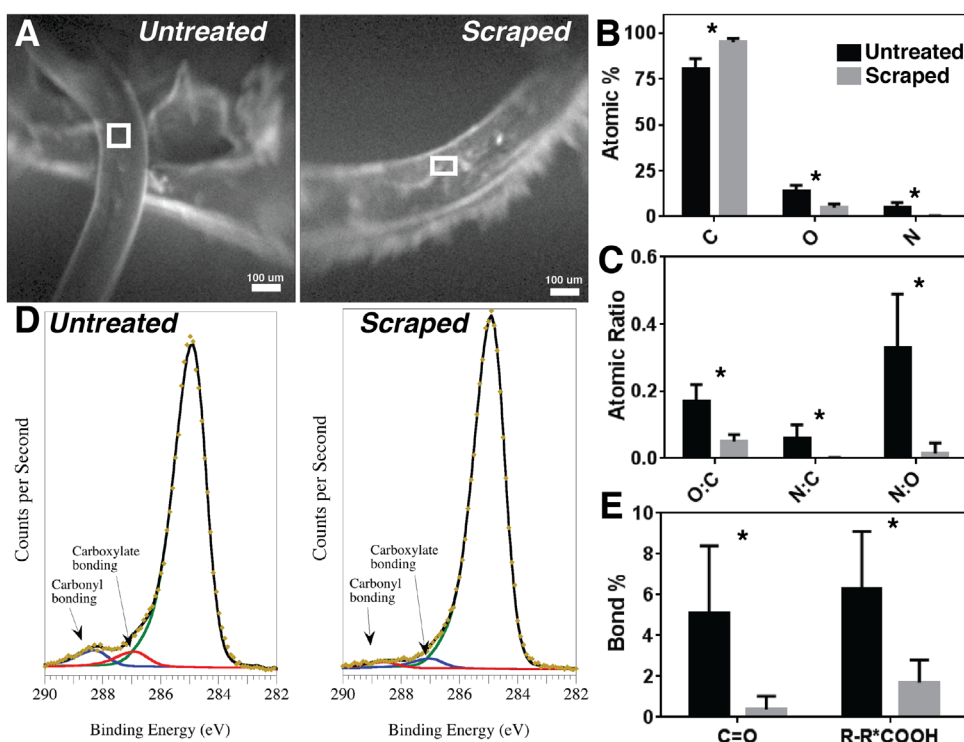 A
Untreated
Scraped
100 um
100 um
B
Atomic %
100
75
50
25
0
*
*
*
Untreated
Scraped
C
O
N
C
Atomic Ratio
0.6
0.4
0.2
0.0
*
*
*
O:C
N:C
N:O
D
Untreated
Counts per Second
Carboxylate
bonding
Carbonyl
bonding
290
288
286
284
282
Binding Energy (eV)
Scraped
Counts per Second
Carboxylate
bonding
Carbonyl
bonding
290
288
286
284
282
Binding Energy (eV)
E
Bond %
10
8
6
4
2
0
*
*
C=O
R-R*COOH